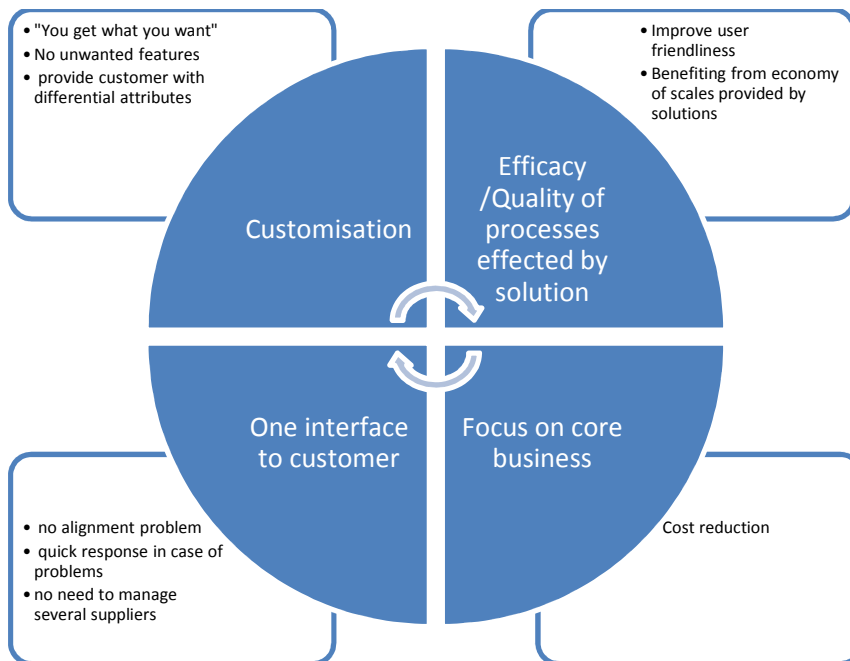 • "You get what you want"
• No unwanted features
• provide customer with
differential attributes
• Improve user
friendliness
• Benefiting from economy
of scales provided by
solutions
Customisation
Efficacy
/Quality of
processes
effected by
solution
One interface
to customer
Focus on core
business
• no alignment problem
• quick response in case of
problems
• no need to manage
several suppliers
Cost reduction